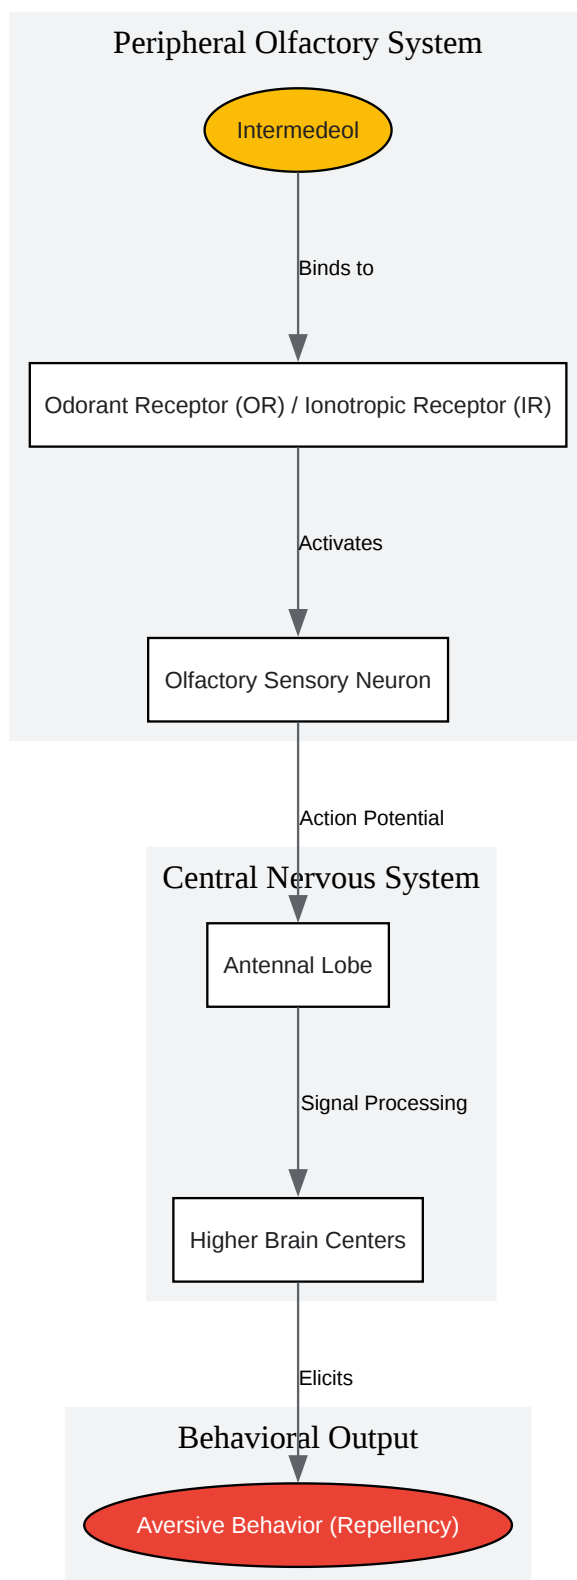 Peripheral Olfactory System
Intermedeol
Binds to
Odorant Receptor (OR) / Ionotropic Receptor (IR)
Activates
Olfactory Sensory Neuron
Action Potential
Central Nervous System
Antennal Lobe
Signal Processing
Higher Brain Centers
Elicits
Behavioral Output
Aversive Behavior (Repellency)